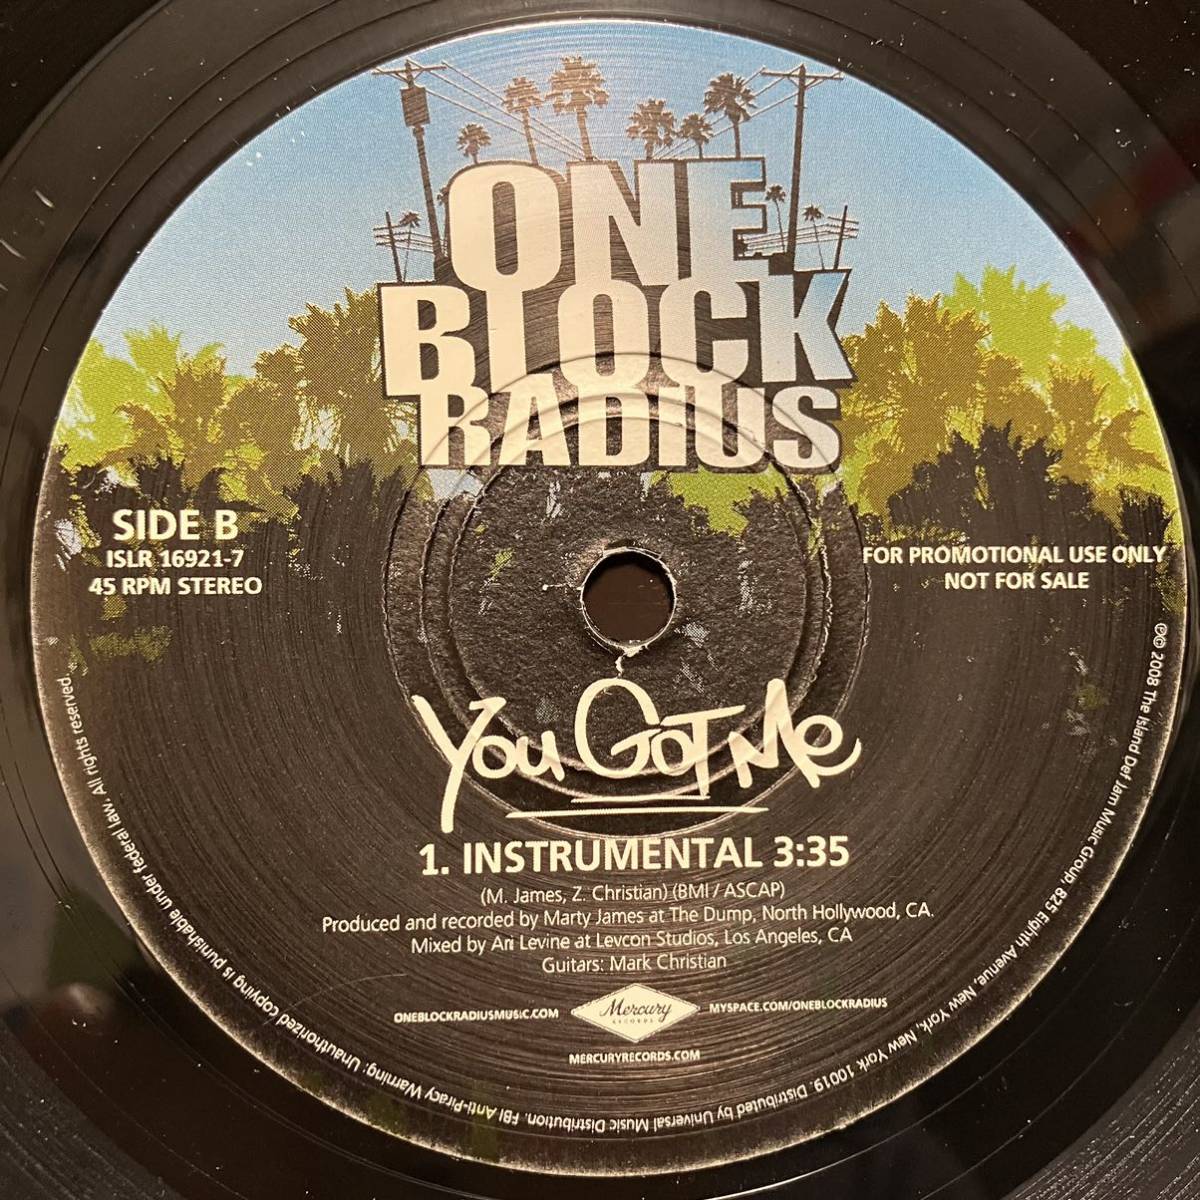 ONE
BLOCK
RADIUS
SIDE B
ISLR 16921-7
45 RPM STEREO
FOR PROMOTIONAL USE ONLY
NOT FOR SALE
You Got Me
1. INSTRUMENTAL 3:35
(M. James, Z. Christian) (BMI / ASCAP)
Produced and recorded by Marty James at The Dump, North Hollywood, CA.
Mixed by Ari Levine at Levcon Studios, Los Angeles, CA
Guitars: Mark Christian
ONEBLOCKRADIUSMUSIC.COM
Mercury
RECORDS
MYSPACE.COM/ONEBLOCKRADIUS
MERCURYRECORDS.COM
℗© 2008 The Island Def Jam Music Group, 825 Eighth Avenue, New York, New York 10019. Distributed by Universal Music Distribution. FBI Anti-Piracy Warning: Unauthorized copying is punishable under federal law. All rights reserved.